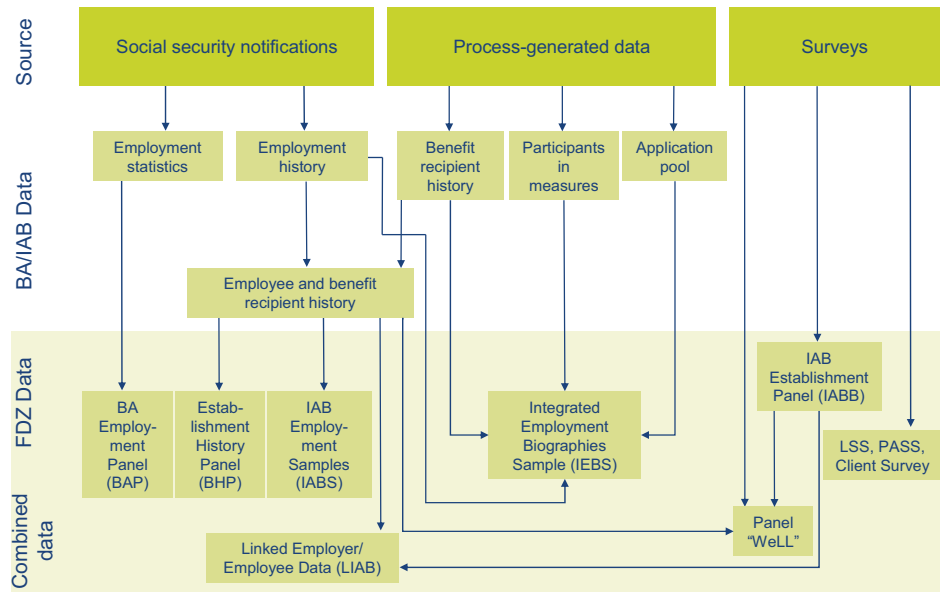 Source
Social security notifications
Process-generated data
Surveys
BA/IAB Data
Employment
statistics
Employment
history
Benefit
recipient
history
Participants
in
measures
Application
pool
Employee and benefit
recipient history
FDZ Data
BA
Employ-
ment
Panel
(BAP)
Estab-
lishment
History
Panel
(BHP)
IAB
Employ-
ment
Samples
(IABS)
Integrated
Employment
Biographies
Sample (IEBS)
IAB
Establishment
Panel (IABB)
LSS, PASS,
Client Survey
Combined
data
Linked Employer/
Employee Data (LIAB)
Panel
“WeLL”